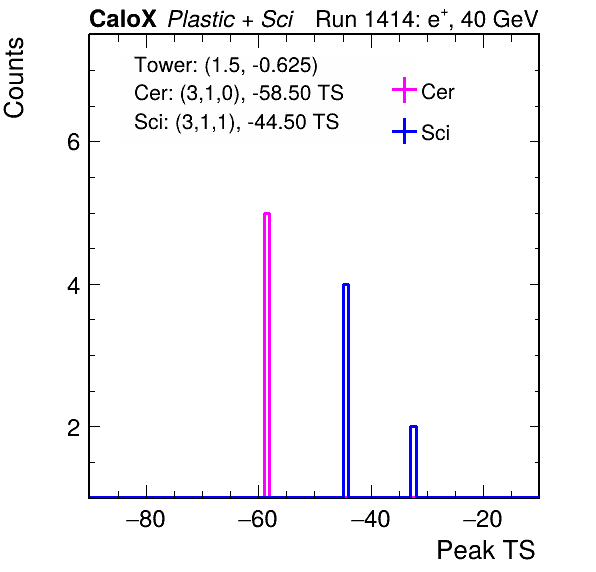 CaloX Plastic + Sci Run 1414: e⁺, 40 GeV
Counts
Tower: (1.5, -0.625)
Cer: (3,1,0), -58.50 TS
Sci: (3,1,1), -44.50 TS
Cer
Sci
6
4
2
−80 −60 −40 −20
Peak TS